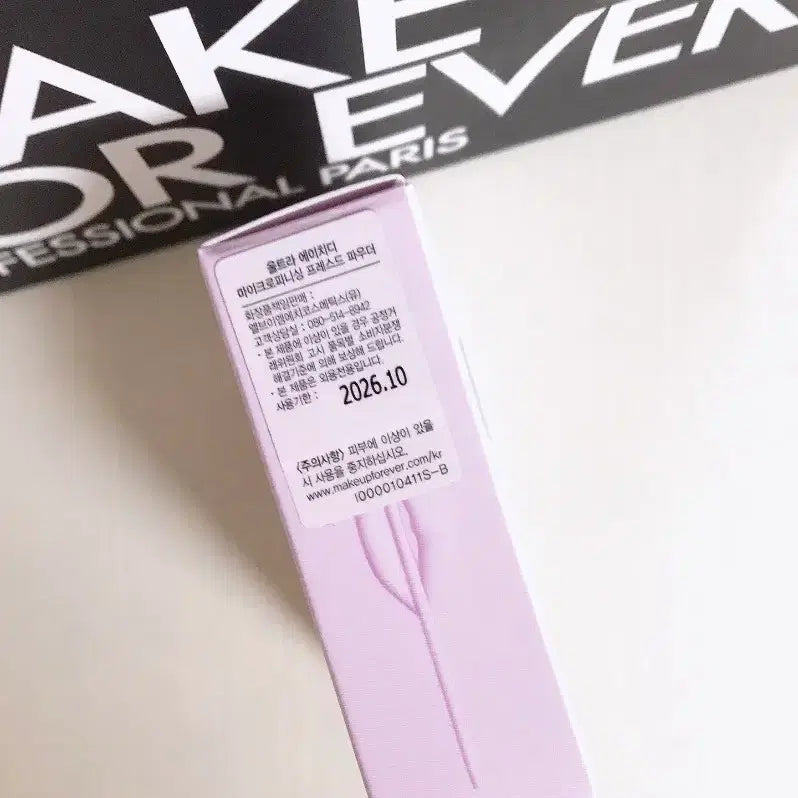 MAKE
FOR EVER
PROFESSIONAL PARIS
울트라 에이치디
마이크로피니싱 프레스드 파우더
화장품책임판매 :
엘브이엠에이치코스메틱스(유)
고객상담실 : 080-514-8942
• 본 제품에 이상이 있을 경우 공정거
래위원회 고시 품목별 소비자분쟁
해결기준에 의해 보상해 드립니다.
• 본 제품은 외용전용입니다.
사용기한 : 2026.10
<주의사항> 피부에 이상이 있을
시 사용을 중지하십시오.
www.makeupforever.com/kr
I000010411S-B